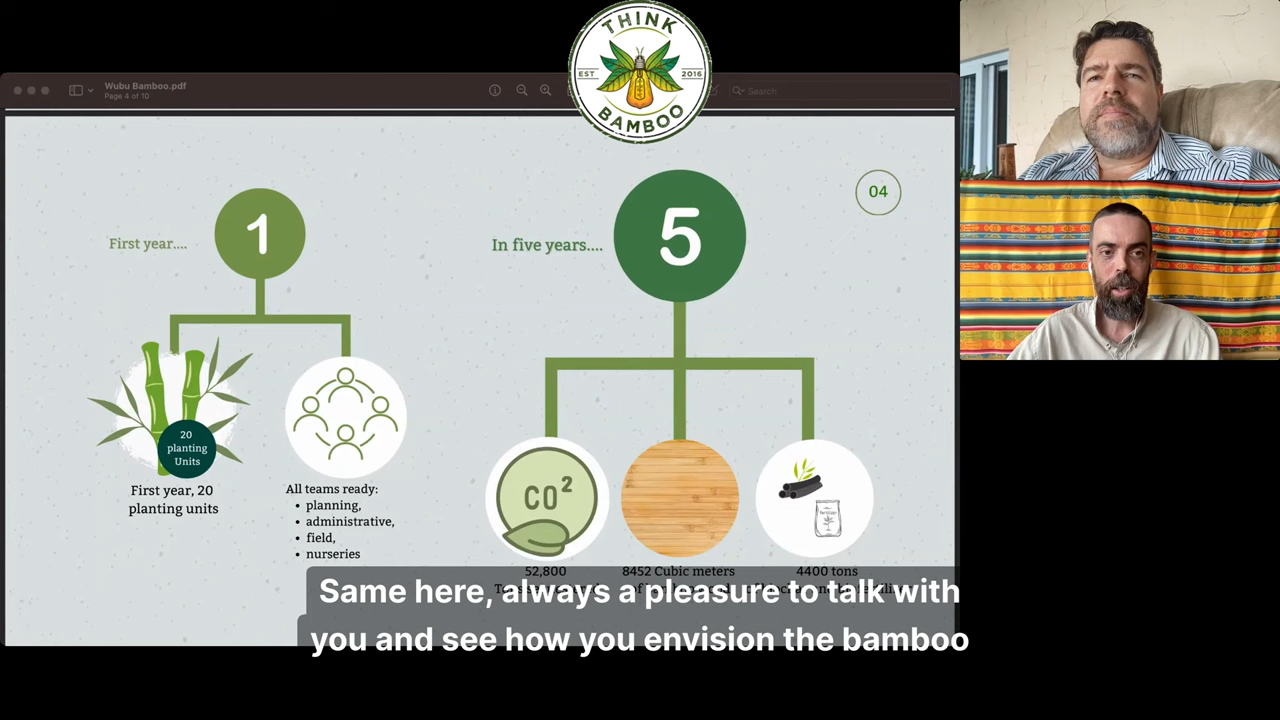 THINK
EST
2016
BAMBOO
Wubu Bamboo.pdf
Page 4 of 10
Search
04
First year....
1
In five years....
5
20
planting
Units
First year, 20
planting units
All teams ready:
• planning,
• administrative,
• field,
• nurseries
CO²
fertilizer
52,800
8452 Cubic meters
4400 tons
Same here, always a pleasure to talk with
you and see how you envision the bamboo